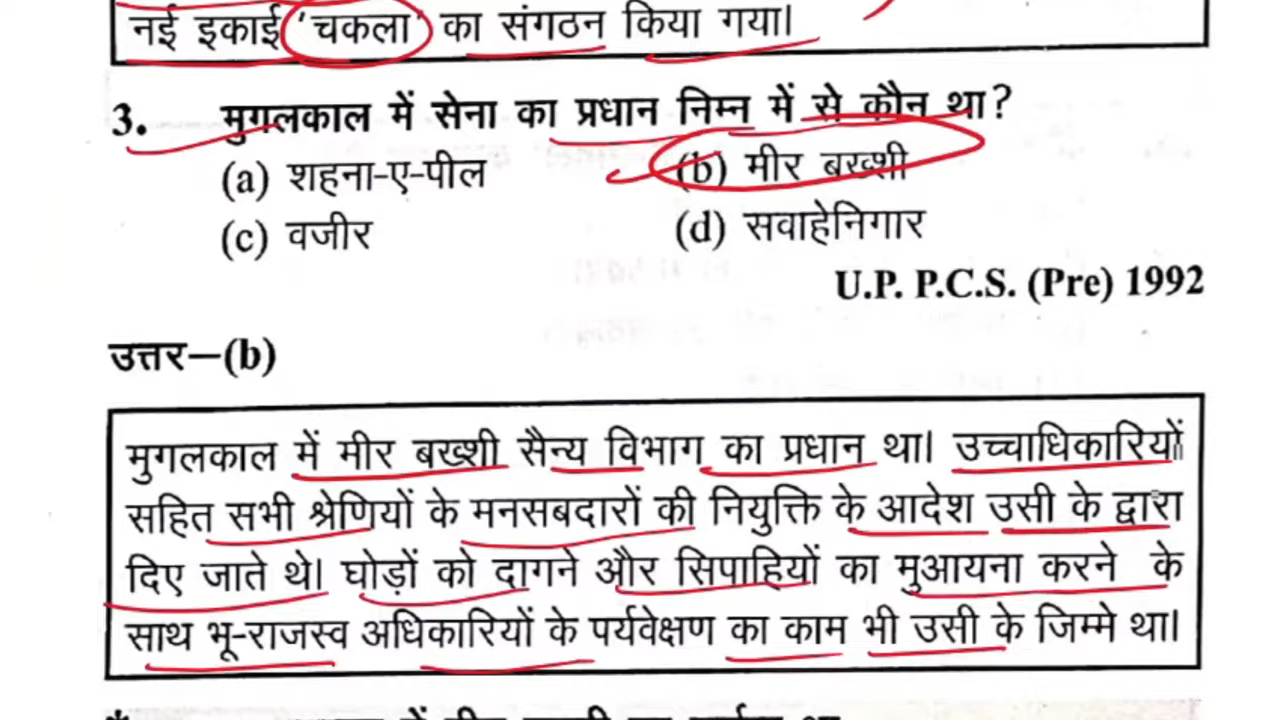 नई इकाई 'चकला' का संगठन किया गया।
3. मुगलकाल में सेना का प्रधान निम्न में से कौन था?
(a) शहना-ए-पील (b) मीर बख्शी
(c) वजीर (d) सवाहेनिगार
U.P. P.C.S. (Pre) 1992
उत्तर—(b)
मुगलकाल में मीर बख्शी सैन्य विभाग का प्रधान था। उच्चाधिकारियों
सहित सभी श्रेणियों के मनसबदारों की नियुक्ति के आदेश उसी के द्वारा
दिए जाते थे। घोड़ों को दागने और सिपाहियों का मुआयना करने के
साथ भू-राजस्व अधिकारियों के पर्यवेक्षण का काम भी उसी के जिम्मे था।